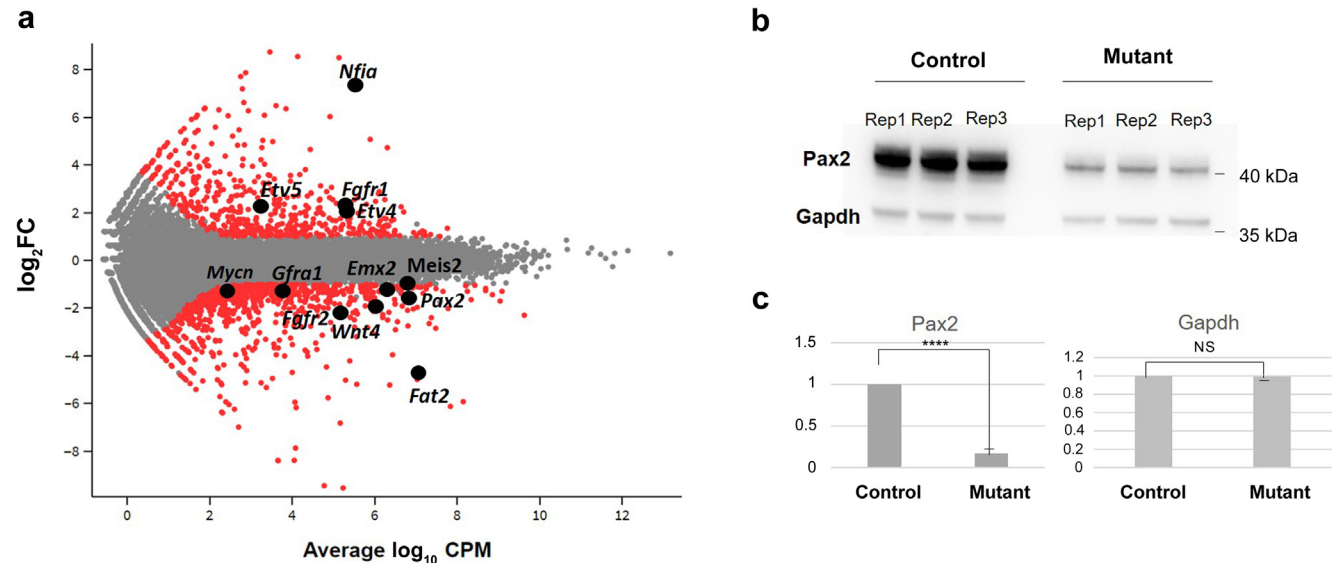 a
log2FC
8
6
4
2
0
−2
−4
−6
−8
Nfia
Etv5
Fgfr1
Etv4
Mycn
Gfra1
Emx2
Meis2
Pax2
Fgfr2
Wnt4
Fat2
0 2 4 6 8 10 12
Average log10 CPM
b
Control Mutant
Rep1 Rep2 Rep3 Rep1 Rep2 Rep3
Pax2
40 kDa
Gapdh
35 kDa
c
Pax2
1.5
1
0.5
0
****
Control Mutant
Gapdh
1.2
1
0.8
0.6
0.4
0.2
0
NS
Control Mutant